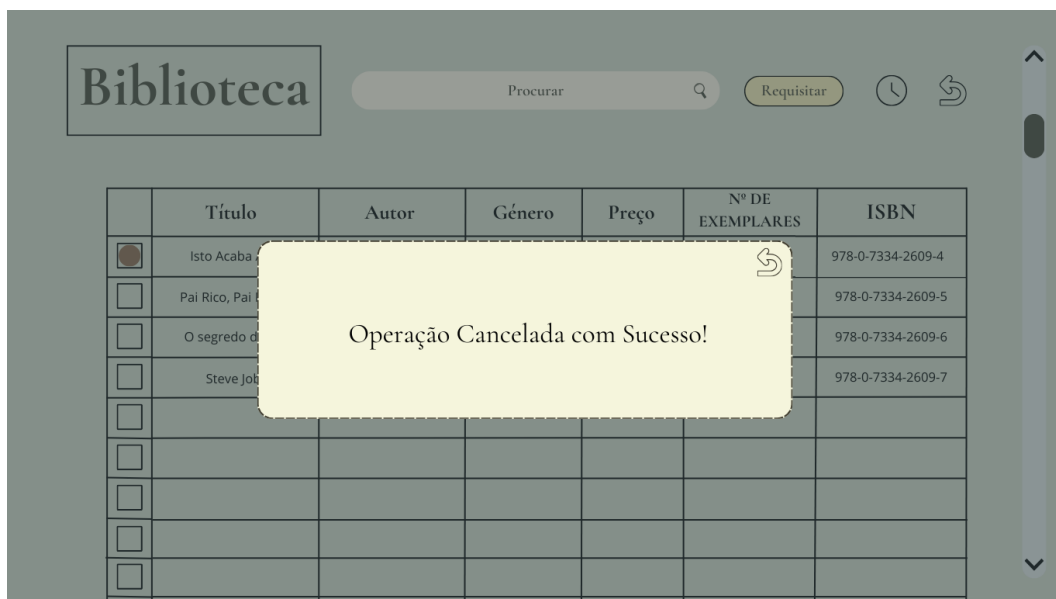 Biblioteca
Procurar
Requisitar
Título
Autor
Género
Preço
Nº DE
EXEMPLARES
ISBN
Isto Acaba
978-0-7334-2609-4
Pai Rico, Pai
978-0-7334-2609-5
O segredo d
978-0-7334-2609-6
Steve Job
978-0-7334-2609-7
Operação Cancelada com Sucesso!